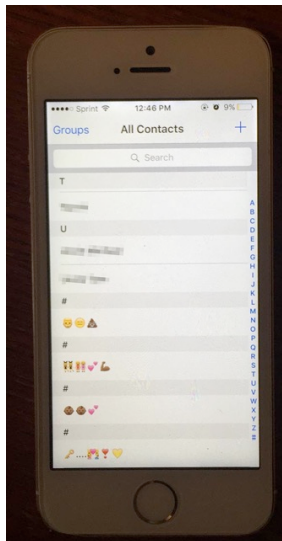 Sprint 12:46 PM 9%
Groups All Contacts +
Search
T
U
#
#
#
#
....
A
B
C
D
E
F
G
H
I
J
K
L
M
N
O
P
Q
R
S
T
U
V
W
X
Y
Z
#